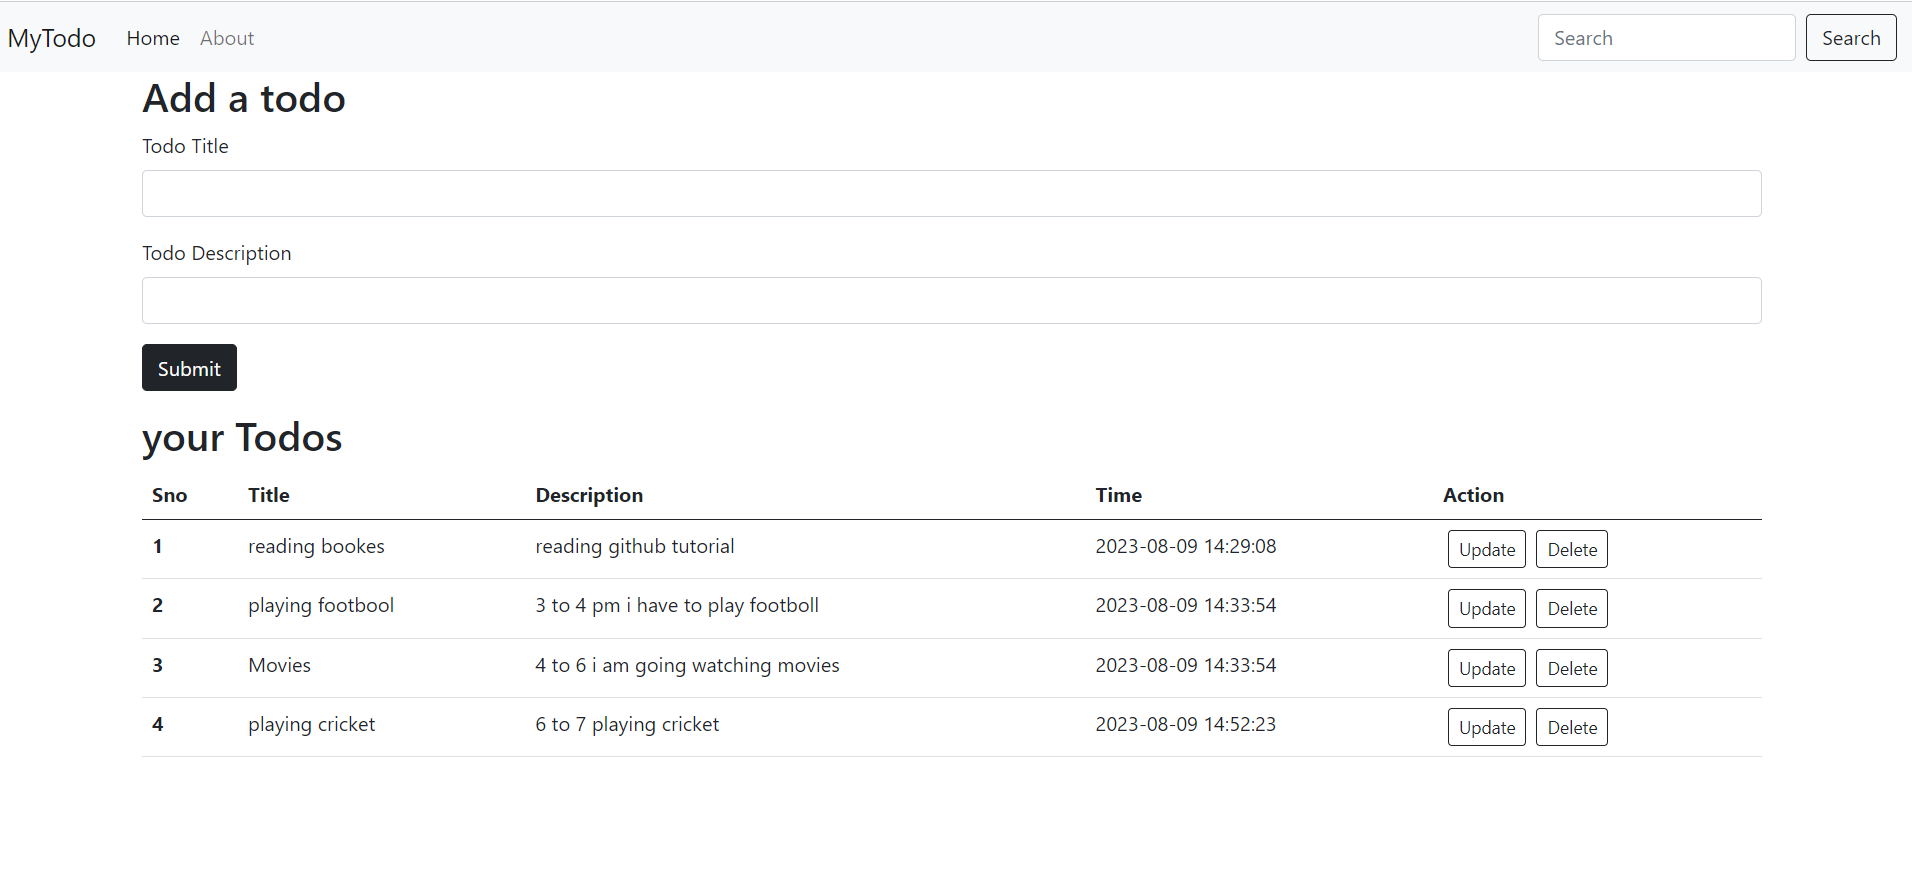 MyTodo Home About Search Search
Add a todo
Todo Title
Todo Description
Submit
your Todos
Sno Title Description Time Action
1 reading bookes reading github tutorial 2023-08-09 14:29:08 Update Delete
2 playing footbool 3 to 4 pm i have to play footboll 2023-08-09 14:33:54 Update Delete
3 Movies 4 to 6 i am going watching movies 2023-08-09 14:33:54 Update Delete
4 playing cricket 6 to 7 playing cricket 2023-08-09 14:52:23 Update Delete